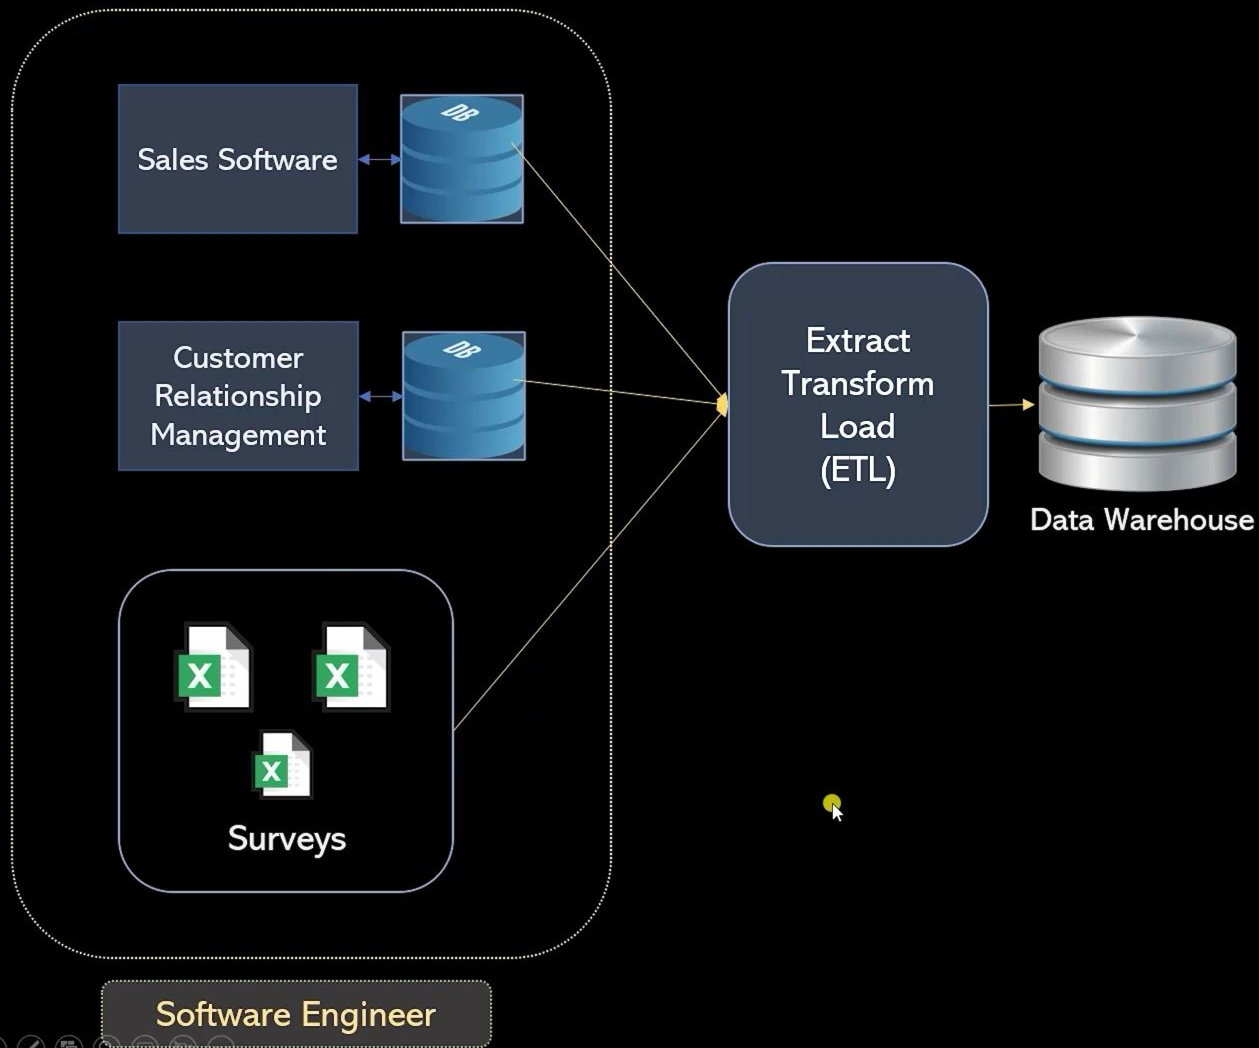 Sales Software
DB
Customer
Relationship
Management
DB
Extract
Transform
Load
(ETL)
Data Warehouse
X
X
X
Surveys
Software Engineer